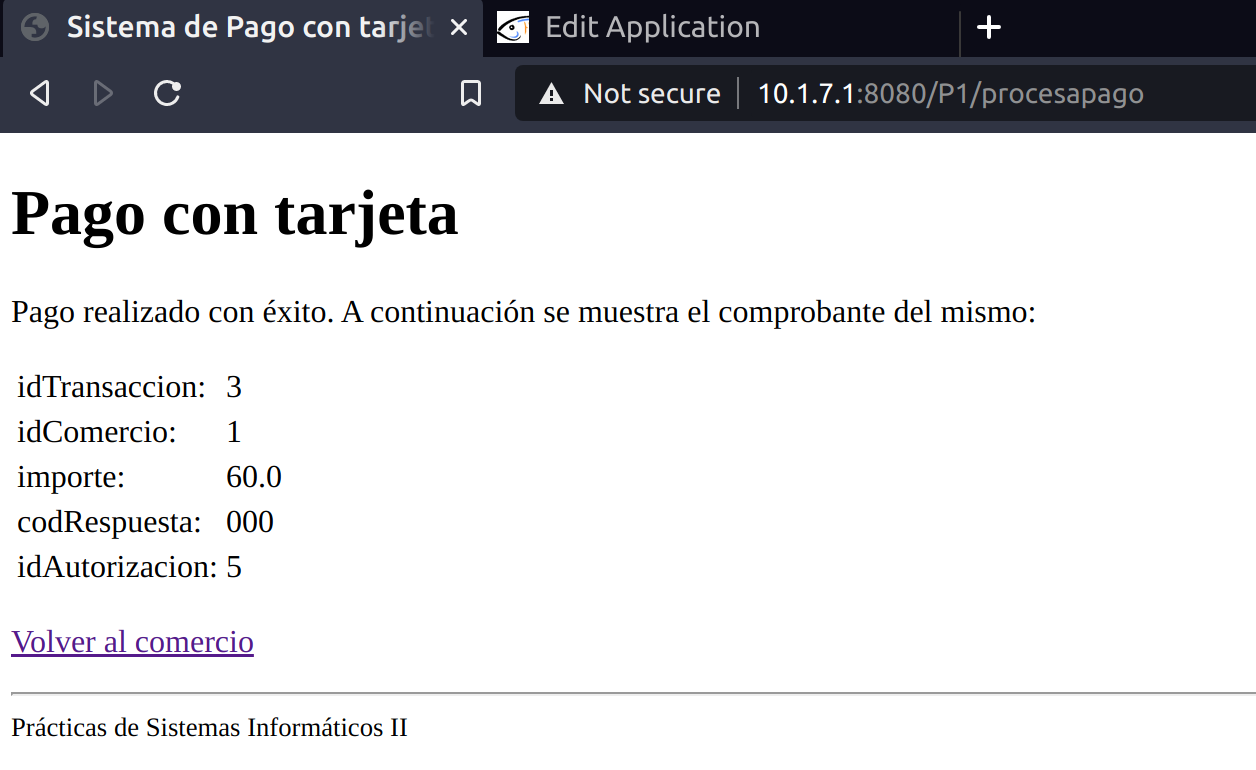 Sistema de Pago con tarjet
Edit Application
Not secure 10.1.7.1:8080/P1/procesapago
Pago con tarjeta
Pago realizado con éxito. A continuación se muestra el comprobante del mismo:
idTransaccion: 3
idComercio: 1
importe: 60.0
codRespuesta: 000
idAutorizacion: 5
Volver al comercio
Prácticas de Sistemas Informáticos II